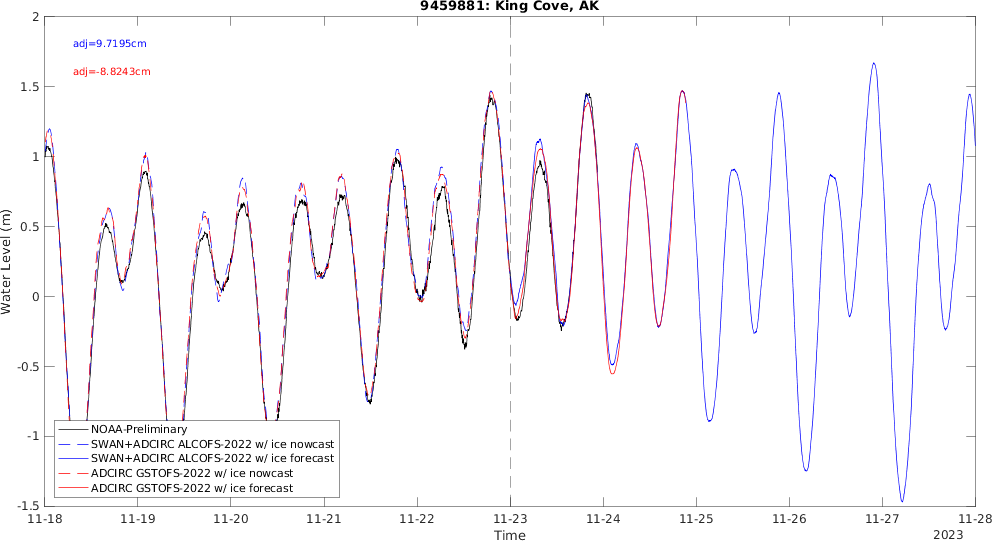 9459881: King Cove, AK
adj=9.7195cm
adj=-8.8243cm
Water Level (m)
2
1.5
1
0.5
0
-0.5
-1
-1.5
NOAA-Preliminary
SWAN+ADCIRC ALCOFS-2022 w/ ice nowcast
SWAN+ADCIRC ALCOFS-2022 w/ ice forecast
ADCIRC GSTOFS-2022 w/ ice nowcast
ADCIRC GSTOFS-2022 w/ ice forecast
11-18 11-19 11-20 11-21 11-22 11-23 11-24 11-25 11-26 11-27 11-28
Time
2023